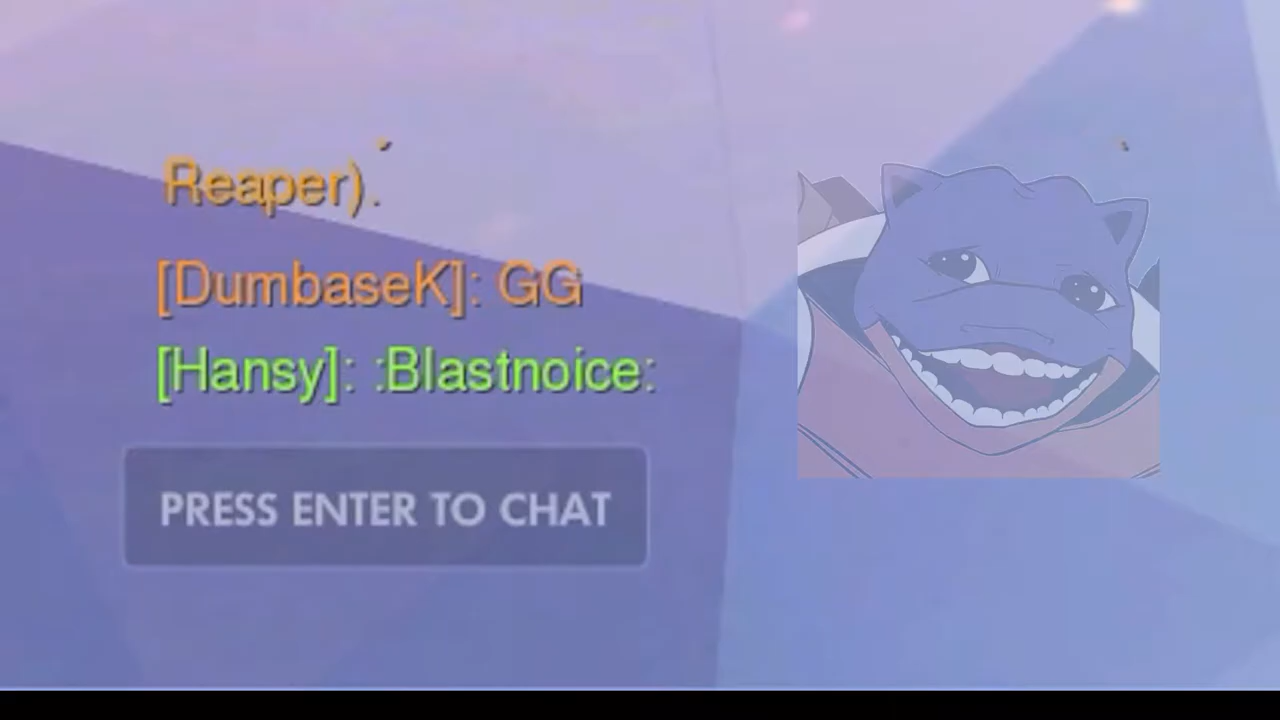 Reaper).
[DumbaseK]: GG
[Hansy]: :Blastnoice:
PRESS ENTER TO CHAT